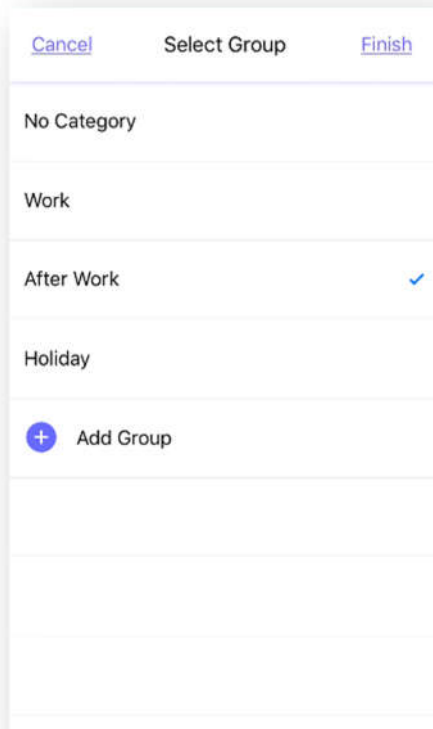 Cancel Select Group Finish
No Category
Work
After Work
Holiday
Add Group